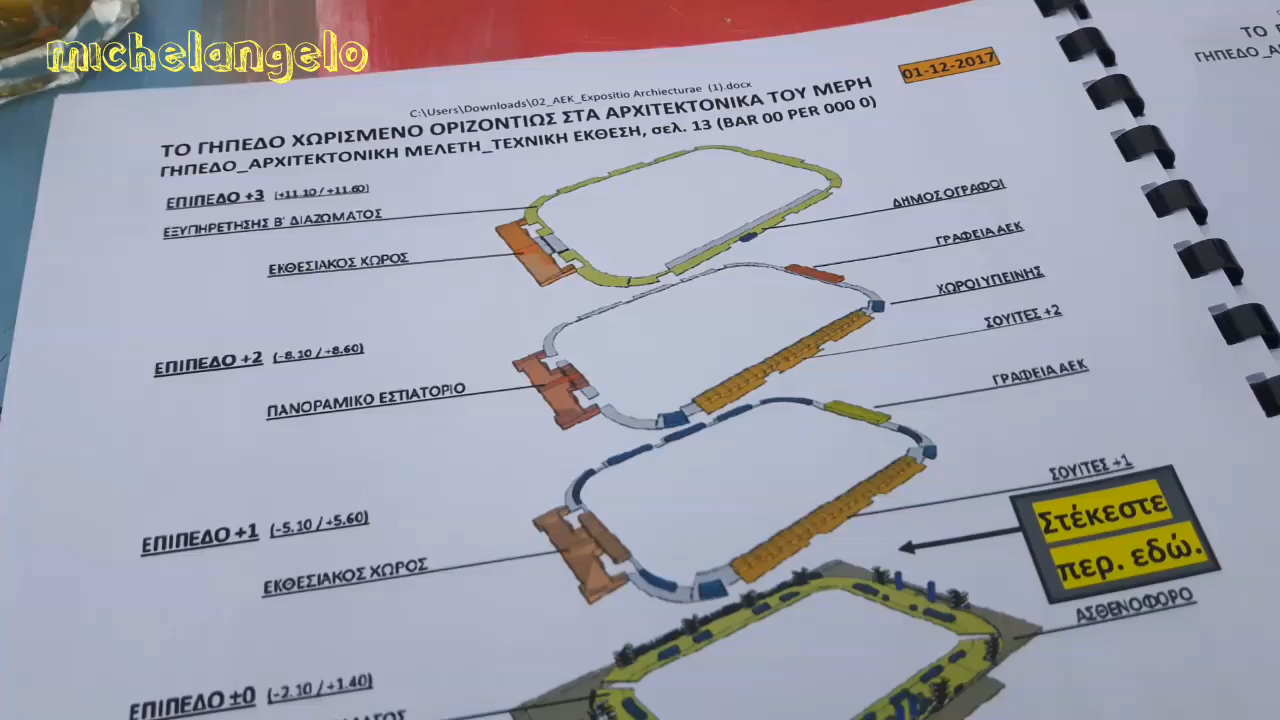 michelangelo
01-12-2017
C:\Users\Downloads\02_AEK_Expositio Archiecturae (1).docx
ΤΟ ΓΗΠΕΔΟ ΧΩΡΙΣΜΕΝΟ ΟΡΙΖΟΝΤΙΩΣ ΣΤΑ ΑΡΧΙΤΕΚΤΟΝΙΚΑ ΤΟΥ ΜΕΡΗ
ΓΗΠΕΔΟ_ΑΡΧΙΤΕΚΤΟΝΙΚΗ ΜΕΛΕΤΗ_ΤΕΧΝΙΚΗ ΕΚΘΕΣΗ, σελ. 13 (BAR 00 PER 000 0)
ΕΠΙΠΕΔΟ +3 (+11.10 / +11.60)
ΕΞΥΠΗΡΕΤΗΣΗΣ Β' ΔΙΑΖΩΜΑΤΟΣ
ΕΚΘΕΣΙΑΚΟΣ ΧΩΡΟΣ
ΔΗΜΟΣΟΓΡΑΦΟΙ
ΓΡΑΦΕΙΑ ΑΕΚ
ΧΩΡΟΙ ΥΓΙΕΙΝΗΣ
ΣΟΥΙΤΕΣ +2
ΕΠΙΠΕΔΟ +2 (-8.10 / +8.60)
ΠΑΝΟΡΑΜΙΚΟ ΕΣΤΙΑΤΟΡΙΟ
ΓΡΑΦΕΙΑ ΑΕΚ
ΣΟΥΙΤΕΣ +1
Στέκεστε
περ. εδώ.
ΕΠΙΠΕΔΟ +1 (-5.10 / +5.60)
ΕΚΘΕΣΙΑΚΟΣ ΧΩΡΟΣ
ΑΣΘΕΝΟΦΟΡΟ
ΕΠΙΠΕΔΟ ±0 (-2.10 / +1.40)
ΤΟ
ΓΗΠΕΔΟ_ΑΡ